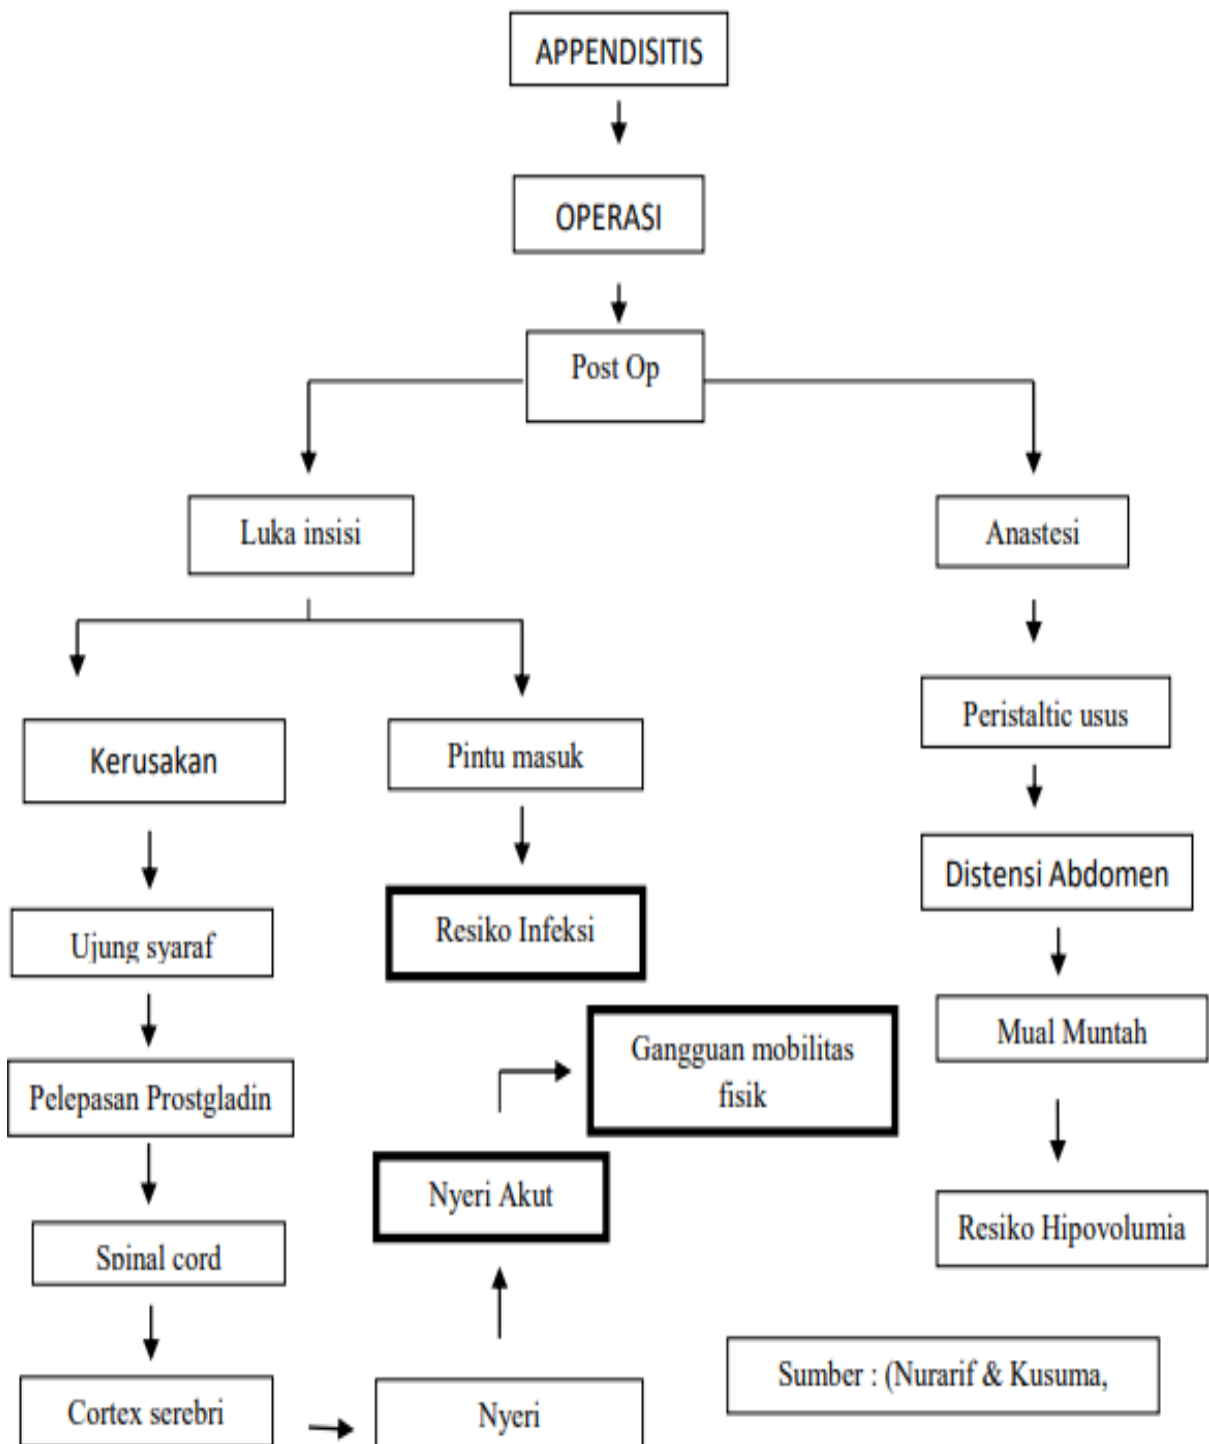 APPENDISITIS
OPERASI
Post Op
Luka insisi
Anastesi
Kerusakan
Pintu masuk
Peristaltic usus
Ujung syaraf
Resiko Infeksi
Distensi Abdomen
Pelepasan Prostgladin
Gangguan mobilitas
fisik
Mual Muntah
Spinal cord
Nyeri Akut
Resiko Hipovolumia
Cortex serebri
Nyeri
Sumber : (Nurarif & Kusuma,